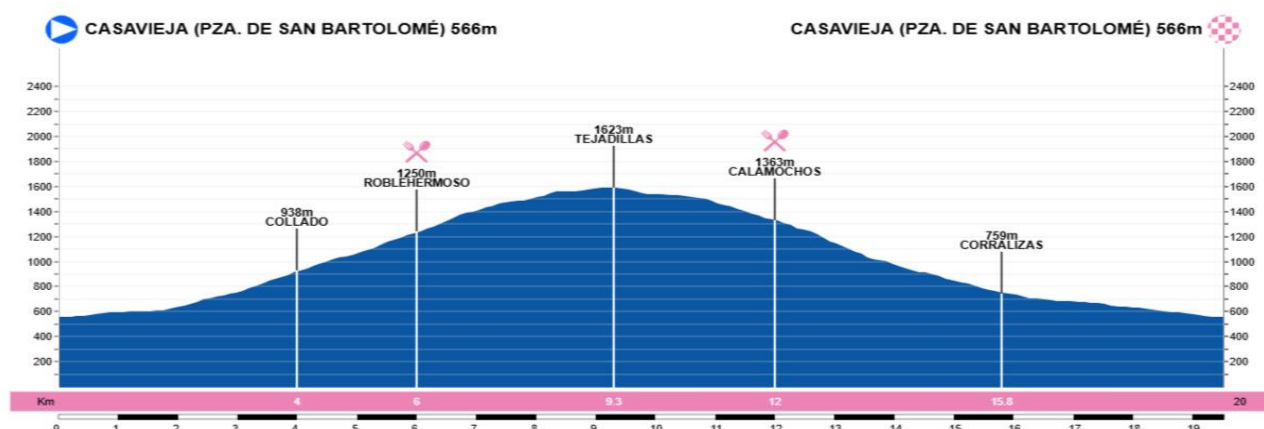 CASAVIEJA (PZA. DE SAN BARTOLOMÉ) 566m
CASAVIEJA (PZA. DE SAN BARTOLOMÉ) 566m
2400
2200
2000
1800
1600
1400
1200
1000
800
600
400
200
938m
COLLADO
1250m
ROBLEHERMOSO
1623m
TEJADILLAS
1363m
CALAMOCHOS
759m
CORRALIZAS
2400
2200
2000
1800
1600
1400
1200
1000
800
600
400
200
Km 4 6 9.3 12 15.8 20
0 1 2 3 4 5 6 7 8 9 10 11 12 13 14 15 16 17 18 19